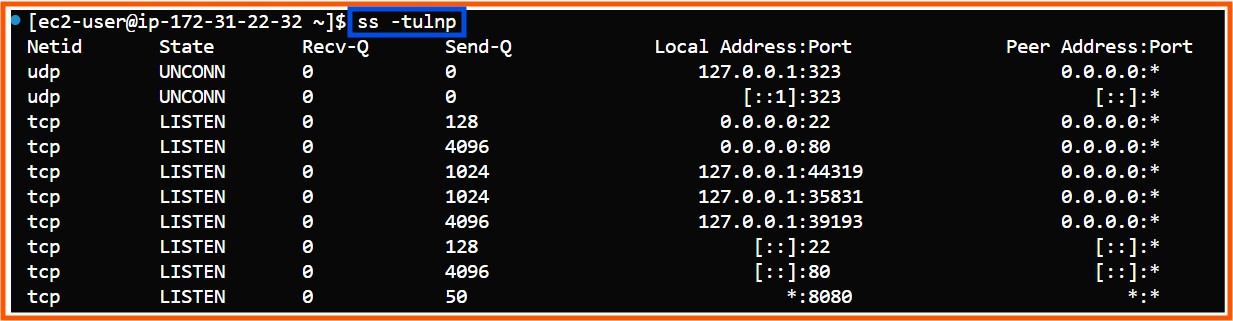 [ec2-user@ip-172-31-22-32 ~]$ ss -tulnp
Netid State Recv-Q Send-Q Local Address:Port Peer Address:Port
udp UNCONN 0 0 127.0.0.1:323 0.0.0.0:*
udp UNCONN 0 0 [::1]:323 [::]:*
tcp LISTEN 0 128 0.0.0.0:22 0.0.0.0:*
tcp LISTEN 0 4096 0.0.0.0:80 0.0.0.0:*
tcp LISTEN 0 1024 127.0.0.1:44319 0.0.0.0:*
tcp LISTEN 0 1024 127.0.0.1:35831 0.0.0.0:*
tcp LISTEN 0 4096 127.0.0.1:39193 0.0.0.0:*
tcp LISTEN 0 128 [::]:22 [::]:*
tcp LISTEN 0 4096 [::]:80 [::]:*
tcp LISTEN 0 50 *:8080 *:*